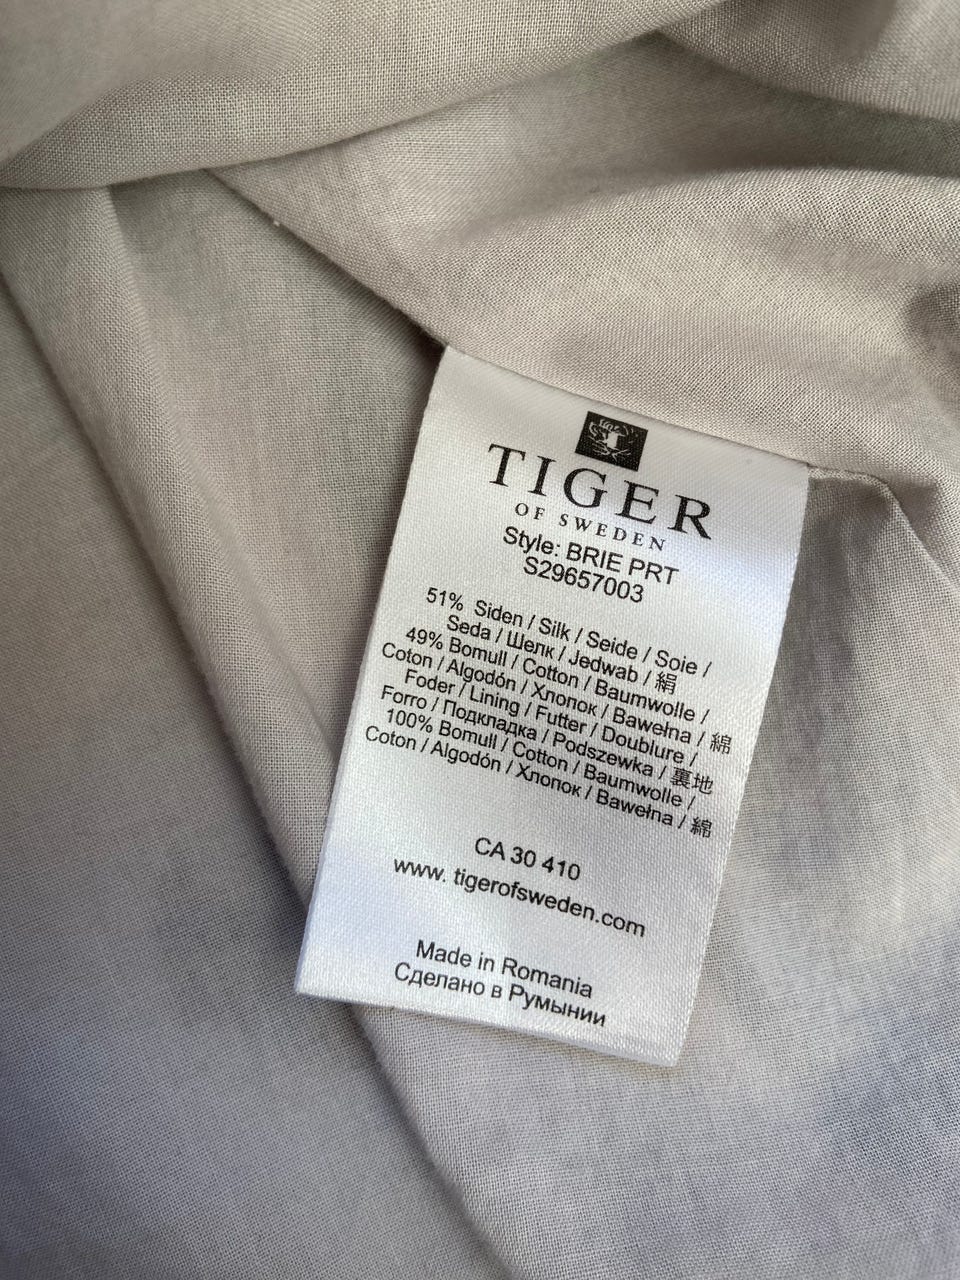 TIGER
OF SWEDEN
Style: BRIE PRT
S29657003
51% Siden / Silk / Seide / Soie /
Seda / Шелк / Jedwab / 絹
49% Bomull / Cotton / Baumwolle /
Coton / Algodón / Хлопок / Bawełna / 綿
Foder / Lining / Futter / Doublure /
Forro / Подкладка / Podszewka / 裏地
100% Bomull / Cotton / Baumwolle /
Coton / Algodón / Хлопок / Bawełna / 綿
CA 30 410
www. tigerofsweden.com
Made in Romania
Сделано в Румынии